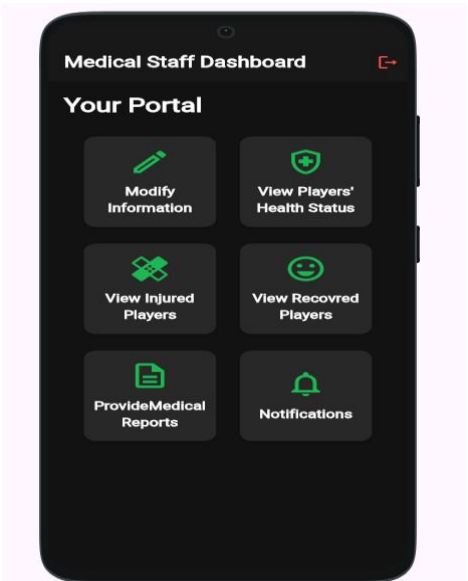 Medical Staff Dashboard
Your Portal
Modify
Information
View Players'
Health Status
View Injured
Players
View Recovred
Players
ProvideMedical
Reports
Notifications